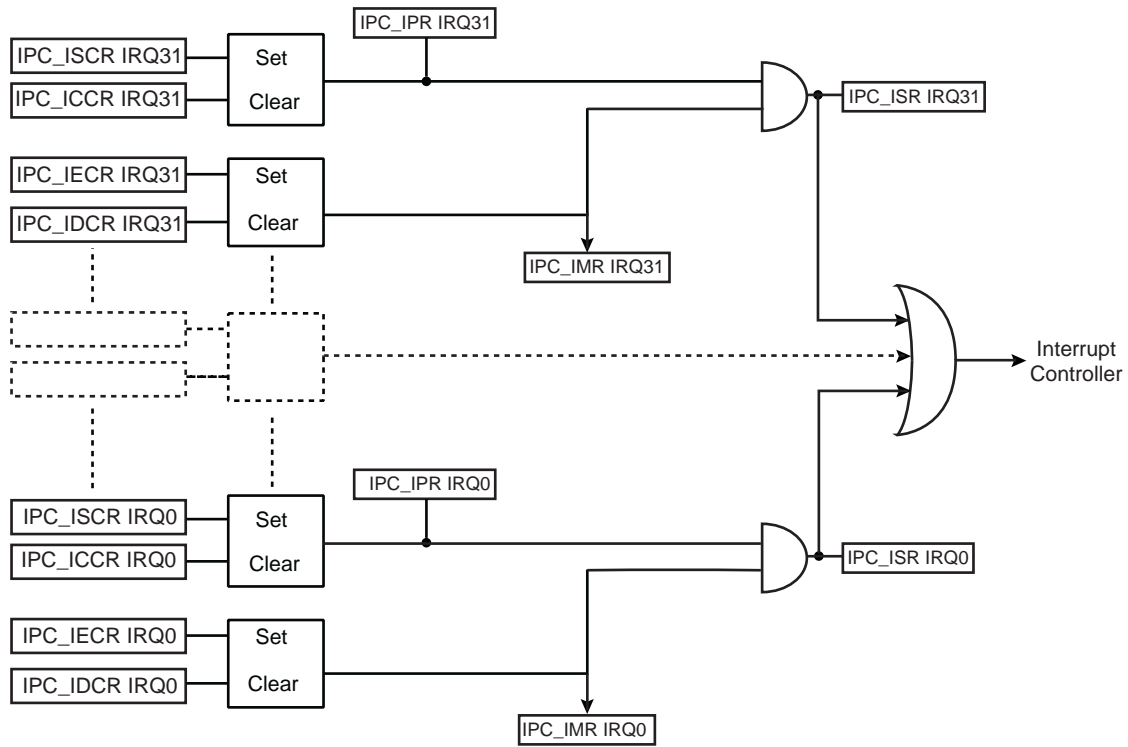 IPC_IPR IRQ31
IPC_ISCR IRQ31
Set
IPC_ICCR IRQ31
Clear
IPC_ISR IRQ31
IPC_IECR IRQ31
Set
IPC_IDCR IRQ31
Clear
IPC_IMR IRQ31
Interrupt
Controller
IPC_IPR IRQ0
IPC_ISCR IRQ0
Set
IPC_ICCR IRQ0
Clear
IPC_ISR IRQ0
IPC_IECR IRQ0
Set
IPC_IDCR IRQ0
Clear
IPC_IMR IRQ0